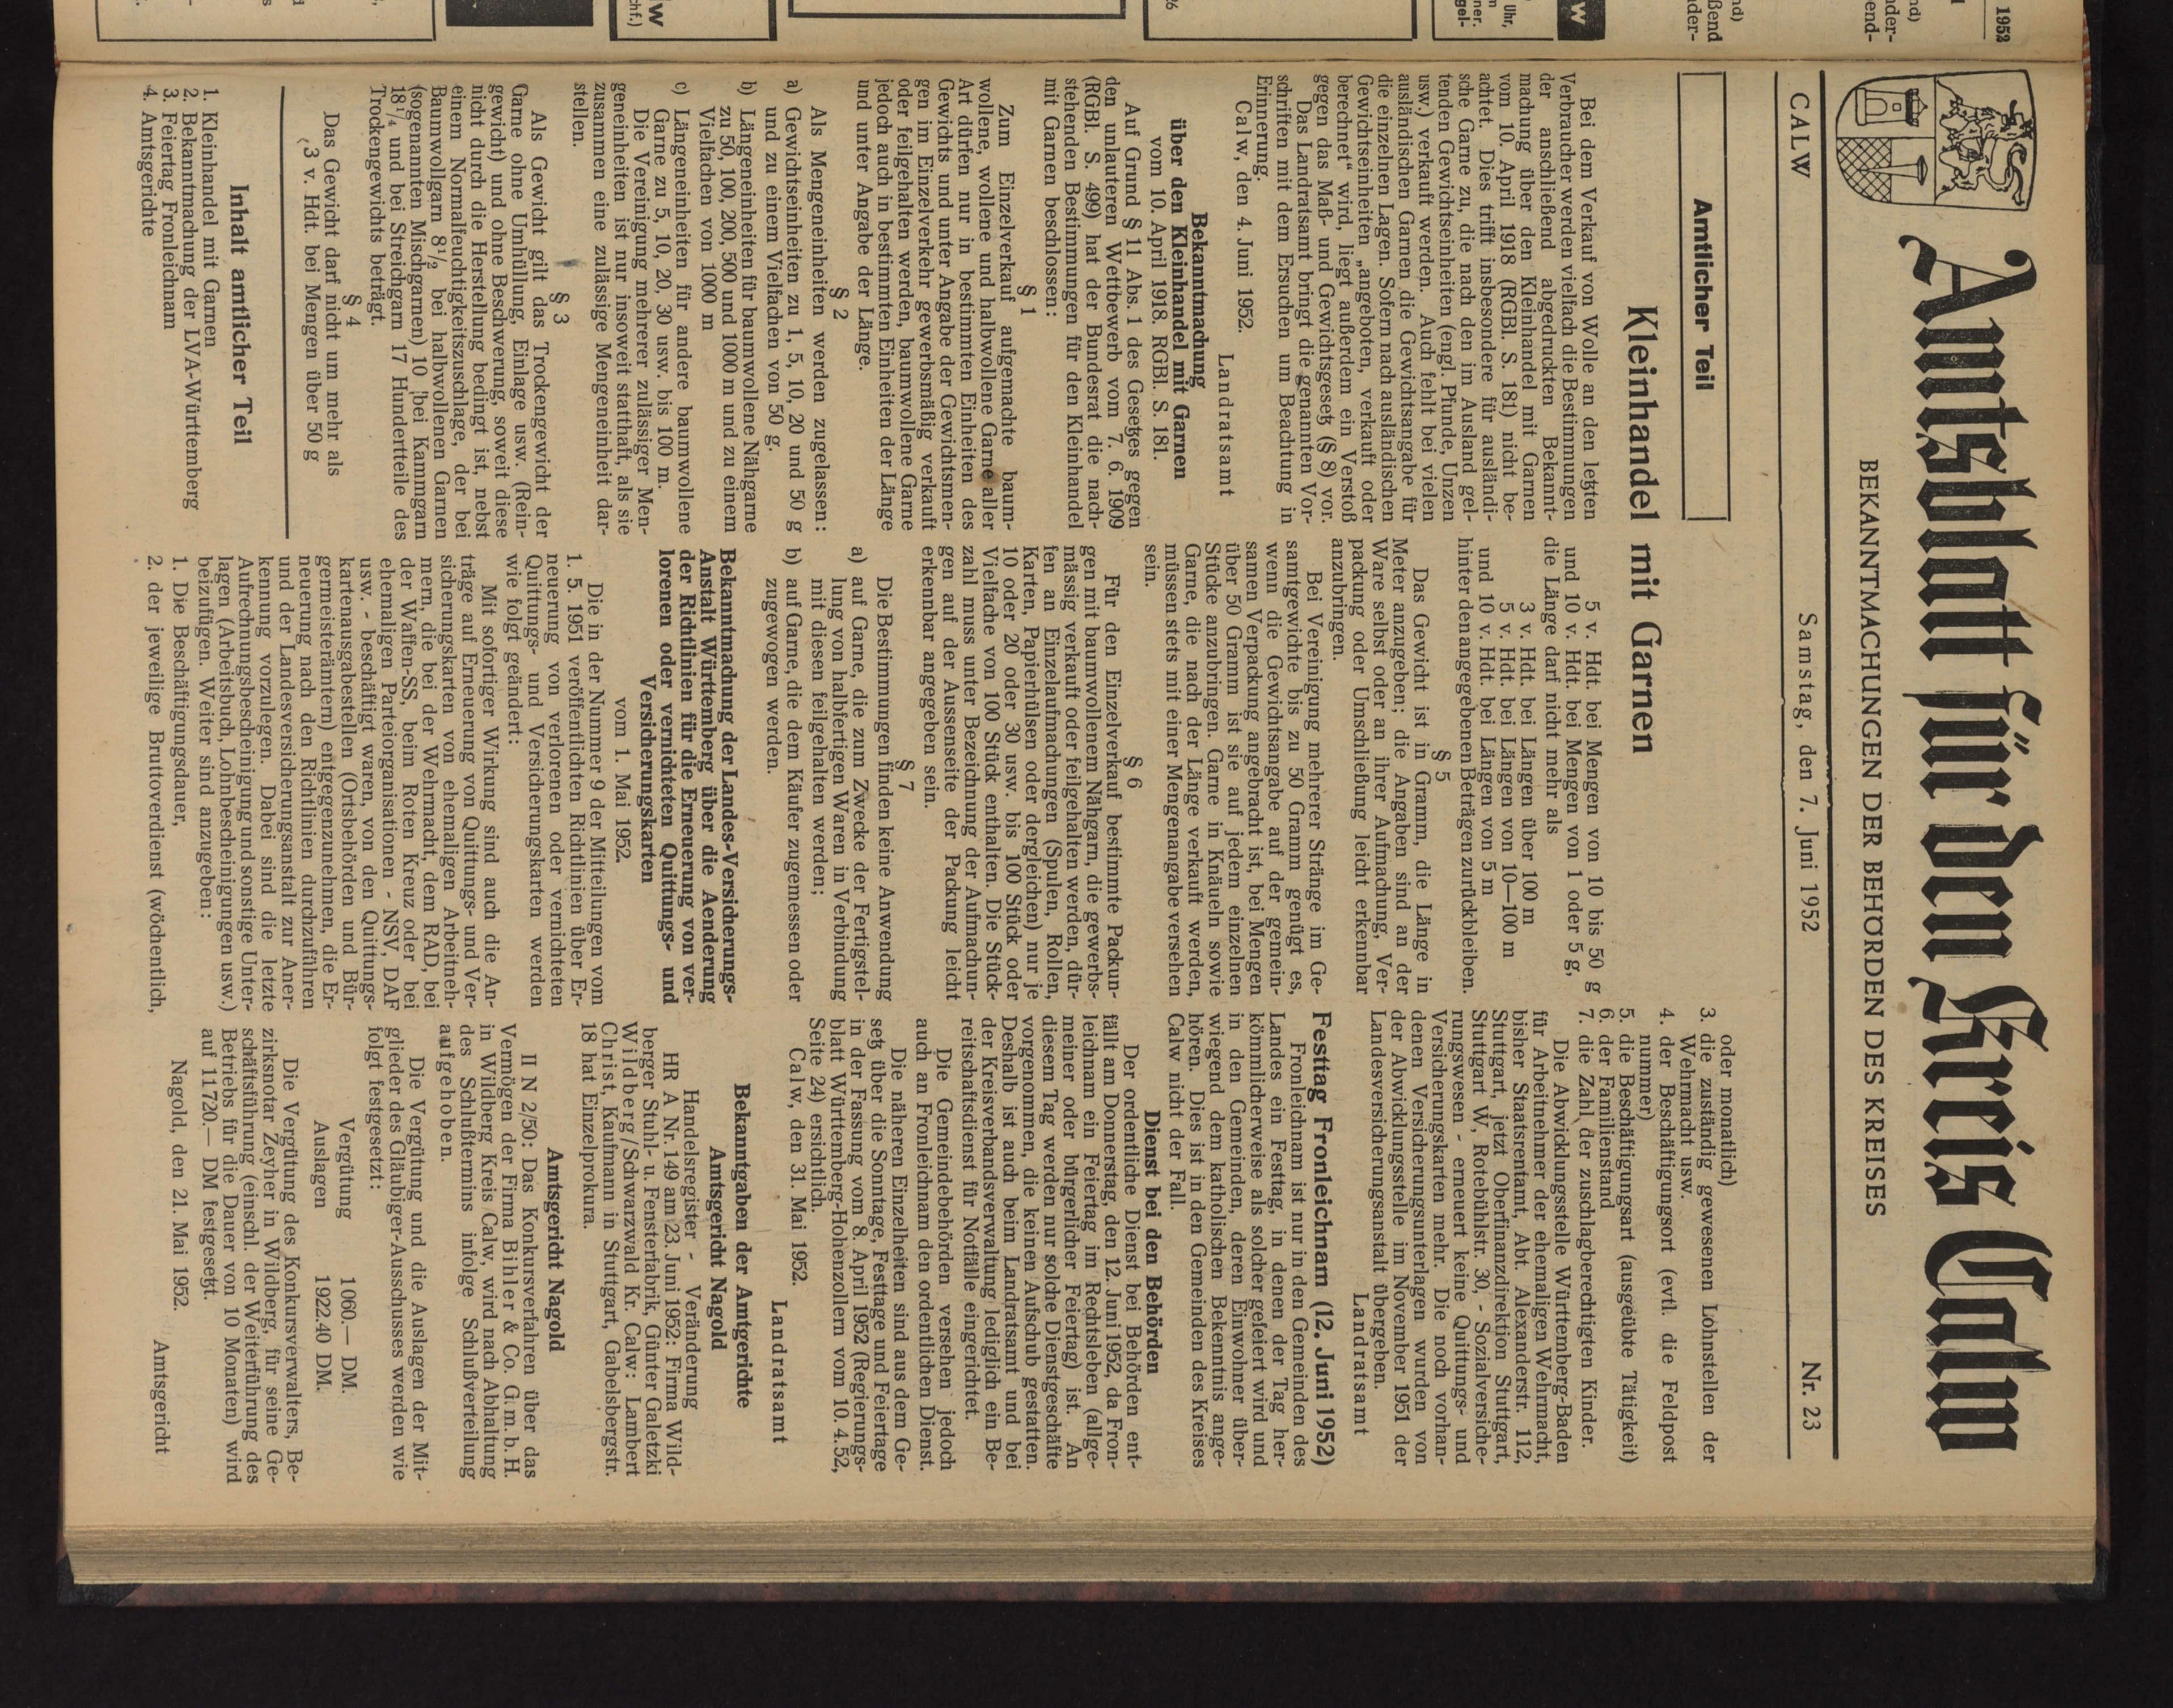 Amtsblatt für den Kreis Calw
BEKANNTMACHUNGEN DER BEHÖRDEN DES KREISES
CALW
Samstag, den 7. Juni 1952
Nr. 23
Amtlicher Teil
Kleinhandel mit Garnen
Bei dem Verkauf von Wolle an den letzten
Verbraucher werden vielfach die Bestimmungen
der anschließend abgedruckten Bekannt-
machung über den Kleinhandel mit Garnen
vom 10. April 1918 (RGBl. S. 181) nicht be-
achtet. Dies trifft insbesondere für ausländi-
sche Garne zu, die nach den im Ausland gel-
tenden Gewichtseinheiten (engl. Pfunde, Unzen
usw.) verkauft werden. Auch fehlt bei vielen
ausländischen Garnen die Gewichtsangabe für
die einzelnen Lagen. Sofern nach ausländischen
Gewichtseinheiten „angeboten, verkauft oder
berechnet“ wird, liegt außerdem ein Verstoß
gegen das Maß- und Gewichtsgesetz (§ 8) vor.
Das Landratsamt bringt die genannten Vor-
schriften mit dem Ersuchen um Beachtung in
Erinnerung.
Calw, den 4. Juni 1952.
Landratsamt
Bekanntmachung
über den Kleinhandel mit Garnen
vom 10. April 1918. RGBl. S. 181.
Auf Grund § 11 Abs. 1 des Gesetzes gegen
den unlauteren Wettbewerb vom 7. 6. 1909
(RGBl. S. 499) hat der Bundesrat die nach-
stehenden Bestimmungen für den Kleinhandel
mit Garnen beschlossen:
§ 1
Zum Einzelverkauf aufgemachte baum-
wollene, wollene und halbwollene Garne aller
Art dürfen nur in bestimmten Einheiten des
Gewichts und unter Angabe der Gewichtsmen-
gen im Einzelverkehr gewerbsmäßig verkauft
oder feilgehalten werden, baumwollene Garne
jedoch auch in bestimmten Einheiten der Länge
und unter Angabe der Länge.
§ 2
Als Mengeneinheiten werden zugelassen:
a) Gewichtseinheiten zu 1, 5, 10, 20 und 50 g
und zu einem Vielfachen von 50 g.
b) Längeneinheiten für baumwollene Nähgarne
zu 50, 100, 200, 500 und 1000 m und zu einem
Vielfachen von 1000 m
c) Längeneinheiten für andere baumwollene
Garne zu 5, 10, 20, 30 usw. bis 100 m.
Die Vereinigung mehrerer zulässiger Men-
geneinheiten ist nur insoweit statthaft, als sie
zusammen eine zulässige Mengeneinheit dar-
stellen.
§ 3
Als Gewicht gilt das Trockengewicht der
Garne ohne Umhüllung, Einlage usw. (Rein-
gewicht) und ohne Beschwerung, soweit diese
nicht durch die Herstellung bedingt ist, nebst
einem Normalfeuchtigkeitszuschlage, der bei
Baumwollgarn 8½, bei halbwollenen Garnen
(sogenannten Mischgarnen) 10 bei Kammgarn
18¼ und bei Streichgarn 17 Hundertteile des
Trockengewichts beträgt.
§ 4
Das Gewicht darf nicht um mehr als
3 v. Hdt. bei Mengen über 50 g
Inhalt amtlicher Teil
1. Kleinhandel mit Garnen
2. Bekanntmachung der LVA-Württemberg
3. Feiertag Fronleichnam
4. Amtsgerichte
5 v. Hdt. bei Mengen von 10 bis 50 g
und 10 v. Hdt. bei Mengen von 1 oder 5 g,
die Länge darf nicht mehr als
3 v. Hdt. bei Längen über 100 m
5 v. Hdt. bei Längen von 10—100 m
und 10 v. Hdt. bei Längen von 5 m
hinter den angegebenen Beträgen zurückbleiben.
§ 5
Das Gewicht ist in Gramm, die Länge in
Meter anzugeben; die Angaben sind an der
Ware selbst oder an ihrer Aufmachung, Ver-
packung oder Umschließung leicht erkennbar
anzubringen.
Bei Vereinigung mehrerer Stränge im Ge-
samtgewichte bis zu 50 Gramm genügt es,
wenn die Gewichtsangabe auf der gemein-
samen Verpackung angebracht ist, bei Mengen
über 50 Gramm ist sie auf jedem einzelnen
Stücke anzubringen. Garne in Knäueln sowie
Garne, die nach der Länge verkauft werden,
müssen stets mit einer Mengenangabe versehen
sein.
§ 6
Für den Einzelverkauf bestimmte Packun-
gen mit baumwollenem Nähgarn, die gewerbs-
mässig verkauft oder feilgehalten werden, dür-
fen an Einzelaufmachungen (Spulen, Rollen,
Karten, Papierhülsen oder dergleichen) nur je
10 oder 20 oder 30 usw. bis 100 Stück oder
Vielfache von 100 Stück enthalten. Die Stück-
zahl muss unter Bezeichnung der Aufmachun-
gen auf der Aussenseite der Packung leicht
erkennbar angegeben sein.
§ 7
Die Bestimmungen finden keine Anwendung
a) auf Garne, die zum Zwecke der Fertigstel-
lung von halbfertigen Waren in Verbindung
mit diesen feilgehalten werden;
b) auf Garne, die dem Käufer zugemessen oder
zugewogen werden.
Bekanntmachung der Landes-Versicherungs-
Anstalt Württemberg über die Aenderung
der Richtlinien für die Erneuerung von ver-
lorenen oder vernichteten Quittungs- und
Versicherungskarten
vom 1. Mai 1952.
Die in der Nummer 9 der Mitteilungen vom
1. 5. 1951 veröffentlichten Richtlinien über Er-
neuerung von verlorenen oder vernichteten
Quittungs- und Versicherungskarten werden
wie folgt geändert:
Mit sofortiger Wirkung sind auch die An-
träge auf Erneuerung von Quittungs- und Ver-
sicherungskarten von ehemaligen Arbeitneh-
mern, die bei der Wehrmacht, dem RAD, bei
der Waffen-SS, beim Roten Kreuz oder bei
ehemaligen Parteiorganisationen - NSV, DAF
usw. - beschäftigt waren, von den Quittungs-
kartenausgabestellen (Ortsbehörden und Bür-
germeisterämtern) entgegenzunehmen, die Er-
neuerung nach den Richtlinien durchzuführen
und der Landesversicherungsanstalt zur Aner-
kennung vorzulegen. Dabei sind die letzte
Aufrechnungsbescheinigung und sonstige Unter-
lagen (Arbeitsbuch, Lohnbescheinigungen usw.)
beizufügen. Weiter sind anzugeben:
1. Die Beschäftigungsdauer,
2. der jeweilige Bruttoverdienst (wöchentlich,
oder monatlich)
3. die zuständig gewesenen Lohnstellen der
Wehrmacht usw.
4. der Beschäftigungsort (evtl. die Feldpost
nummer)
5. die Beschäftigungsart (ausgeübte Tätigkeit)
6. der Familienstand
7. die Zahl der zuschlagberechtigten Kinder.
Die Abwicklungsstelle Württemberg-Baden
für Arbeitnehmer der ehemaligen Wehrmacht,
bisher Staatsrentamt, Abt. Alexanderstr. 112,
Stuttgart, jetzt Oberfinanzdirektion Stuttgart,
Stuttgart W, Rotebühlstr. 30, - Sozialversiche-
rungswesen - erneuert keine Quittungs- und
Versicherungskarten mehr. Die noch vorhan-
denen Versicherungsunterlagen wurden von
der Abwicklungsstelle im November 1951 der
Landesversicherungsanstalt übergeben.
Landratsamt
Festtag Fronleichnam (12. Juni 1952)
Fronleichnam ist nur in den Gemeinden des
Landes ein Festtag, in denen der Tag her-
kömmlicherweise als solcher gefeiert wird und
in den Gemeinden, deren Einwohner über-
wiegend dem katholischen Bekenntnis ange-
hören. Dies ist in den Gemeinden des Kreises
Calw nicht der Fall.
Dienst bei den Behörden
Der ordentliche Dienst bei Behörden ent-
fällt am Donnerstag, den 12. Juni 1952, da Fron-
leichnam ein Feiertag im Rechtsleben (allge-
meiner oder bürgerlicher Feiertag) ist. An
diesem Tag werden nur solche Dienstgeschäfte
vorgenommen, die keinen Aufschub gestatten.
Deshalb ist auch beim Landratsamt und bei
der Kreisverbandsverwaltung lediglich ein Be-
reitschaftsdienst für Notfälle eingerichtet.
Die Gemeindebehörden versehen jedoch
auch an Fronleichnam den ordentlichen Dienst.
Die näheren Einzelheiten sind aus dem Ge-
setz über die Sonntage, Festtage und Feiertage
in der Fassung vom 8. April 1952 (Regierungs-
blatt Württemberg-Hohenzollern vom 10. 4. 52,
Seite 24) ersichtlich.
Calw, den 31. Mai 1952.
Landratsamt
Bekanntgaben der Amtgerichte
Amtsgericht Nagold
Handelsregister - Veränderung
HR A Nr. 149 am 23. Juni 1952: Firma Wild-
berger Stuhl- u. Fensterfabrik, Günter Galetzki
Wildberg/Schwarzwald Kr. Calw: Lambert
Christ, Kaufmann in Stuttgart, Gabelsbergstr.
18 hat Einzelprokura.
Amtsgericht Nagold
II N 2/50: Das Konkursverfahren über das
Vermögen der Firma Bihler & Co. G.m.b.H.
in Wildberg Kreis Calw, wird nach Abhaltung
des Schlußtermins infolge Schlußverteilung
aufgehoben.
Die Vergütung und die Auslagen der Mit-
glieder des Gläubiger-Ausschusses werden wie
folgt festgesetzt:
Vergütung 1060.— DM.
Auslagen 1922.40 DM.
Die Vergütung des Konkursverwalters, Be-
zirksnotar Zeyher in Wildberg, für seine Ge-
schäftsführung (einschl. der Weiterführung des
Betriebs für die Dauer von 10 Monaten) wird
auf 11720.— DM festgesetzt.
Nagold, den 21. Mai 1952.
Amtsgericht